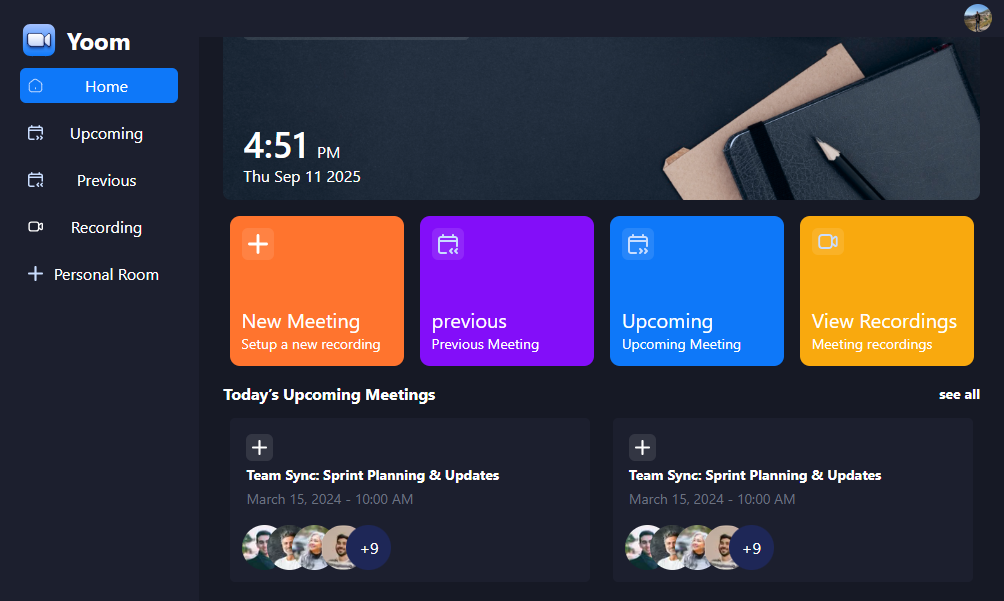 Yoom
Home
Upcoming
Previous
Recording
Personal Room
4:51 PM
Thu Sep 11 2025
New Meeting
Setup a new recording
previous
Previous Meeting
Upcoming
Upcoming Meeting
View Recordings
Meeting recordings
Today’s Upcoming Meetings
see all
Team Sync: Sprint Planning & Updates
March 15, 2024 - 10:00 AM
+9
Team Sync: Sprint Planning & Updates
March 15, 2024 - 10:00 AM
+9